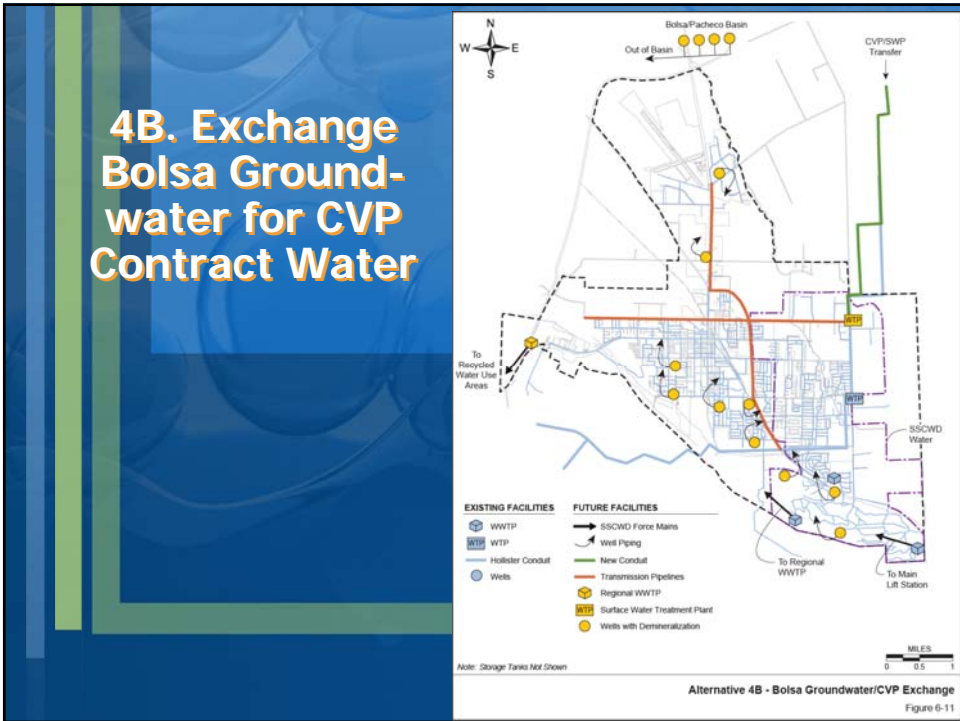 4B. Exchange
Bolsa Ground-
water for CVP
Contract Water
N
W E
S
Bolsa/Pacheco Basin
Out of Basin
CVP/SWP
Transfer
WTP
To
Recycled
Water Use
Areas
WTP
SSCWD
Water
EXISTING FACILITIES
WWTP
WTP WTP
Hollister Conduit
Wells
FUTURE FACILITIES
SSCWD Force Mains
Well Piping
New Conduit
Transmission Pipelines
Regional WWTP
WTP Surface Water Treatment Plant
Wells with Demineralization
To Regional
WWTP
To Main
Lift Station
MILES
0 0.5 1
Note: Storage Tanks Not Shown
Alternative 4B - Bolsa Groundwater/CVP Exchange
Figure 6-11